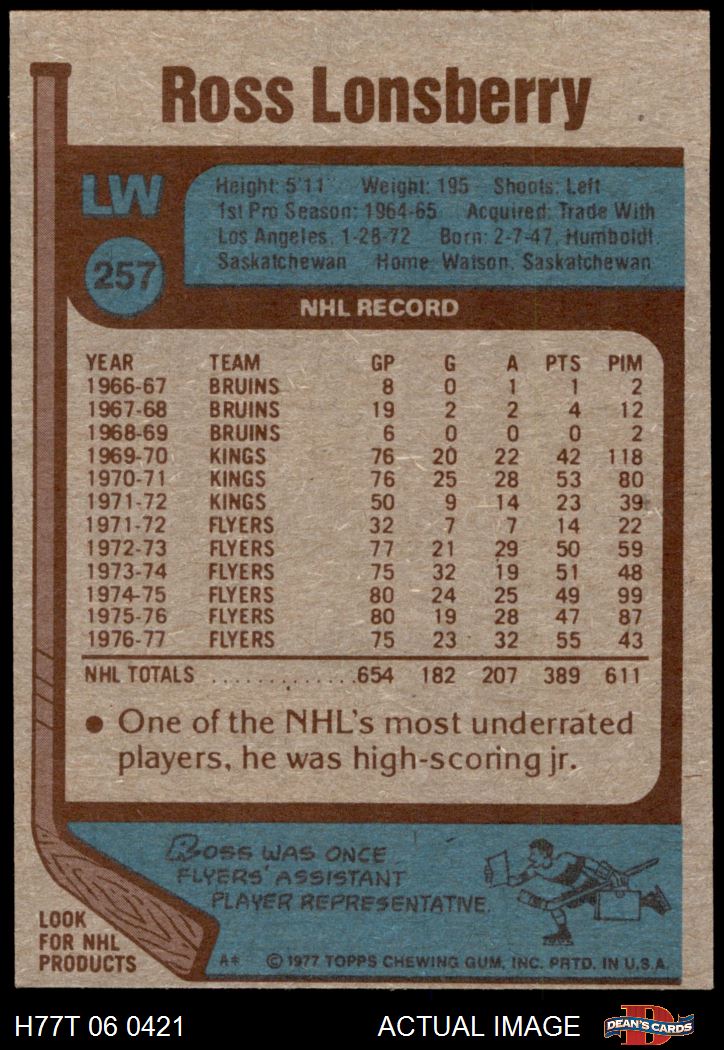 Ross Lonsberry
LW
Height: 5'11" Weight: 195 Shoots: Left
1st Pro Season: 1964-65 Acquired: Trade With
Los Angeles, 1-28-72 Born: 2-7-47, Humboldt,
Saskatchewan Home: Watson, Saskatchewan
257
NHL RECORD
YEAR TEAM GP G A PTS PIM
1966-67 BRUINS 8 0 1 1 2
1967-68 BRUINS 19 2 2 4 12
1968-69 BRUINS 6 0 0 0 2
1969-70 KINGS 76 20 22 42 118
1970-71 KINGS 76 25 28 53 80
1971-72 KINGS 50 9 14 23 39
1971-72 FLYERS 32 7 7 14 22
1972-73 FLYERS 77 21 29 50 59
1973-74 FLYERS 75 32 19 51 48
1974-75 FLYERS 80 24 25 49 99
1975-76 FLYERS 80 19 28 47 87
1976-77 FLYERS 75 23 32 55 43
NHL TOTALS .............654 182 207 389 611
● One of the NHL's most underrated
players, he was high-scoring jr.
ROSS WAS ONCE
FLYERS' ASSISTANT
PLAYER REPRESENTATIVE.
LOOK
FOR NHL
PRODUCTS
A* © 1977 TOPPS CHEWING GUM, INC. PRTD. IN U.S.A.
H77T 06 0421 ACTUAL IMAGE D DEAN'S CARDS